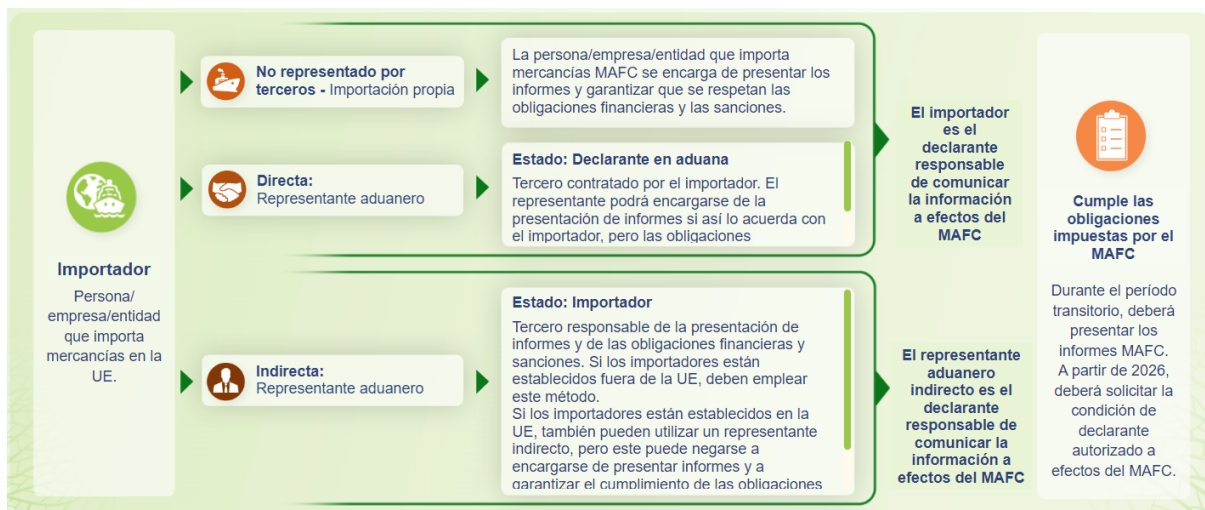 Importador
Persona/
empresa/entidad
que importa
mercancías en la
UE.
No representado por
terceros - Importación propia
La persona/empresa/entidad que importa
mercancías MAFC se encarga de presentar los
informes y garantizar que se respetan las
obligaciones financieras y las sanciones.
Directa:
Representante aduanero
Estado: Declarante en aduana
Tercero contratado por el importador. El
representante podrá encargarse de la
presentación de informes si así lo acuerda con
el importador, pero las obligaciones
El importador
es el
declarante
responsable
de comunicar
la información
a efectos del
MAFC
Indirecta:
Representante aduanero
Estado: Importador
Tercero responsable de la presentación de
informes y de las obligaciones financieras y
sanciones. Si los importadores están
establecidos fuera de la UE, deben emplear
este método.
Si los importadores están establecidos en la
UE, también pueden utilizar un representante
indirecto, pero este puede negarse a
encargarse de presentar informes y a
garantizar el cumplimiento de las obligaciones
El representante
aduanero
indirecto es el
declarante
responsable de
comunicar la
información a
efectos del MAFC
Cumple las
obligaciones
impuestas por el
MAFC
Durante el período
transitorio, deberá
presentar los
informes MAFC.
A partir de 2026,
deberá solicitar la
condición de
declarante
autorizado a
efectos del MAFC.